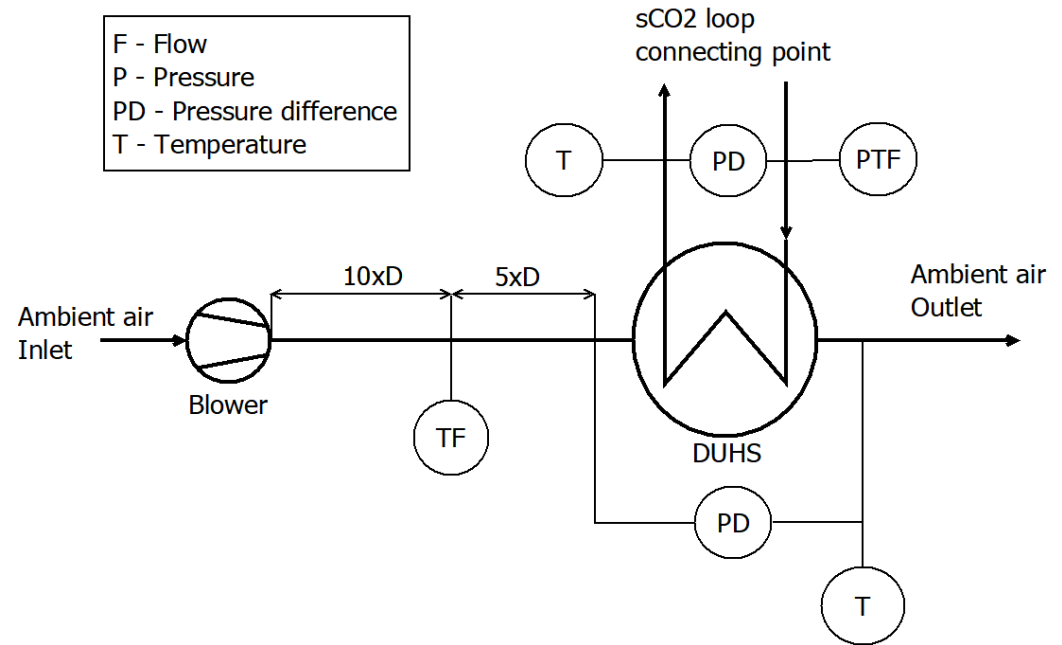 F - Flow
P - Pressure
PD - Pressure difference
T - Temperature
sCO2 loop
connecting point
T
PD
PTF
10xD
5xD
Ambient air
Inlet
Ambient air
Outlet
Blower
TF
DUHS
PD
T